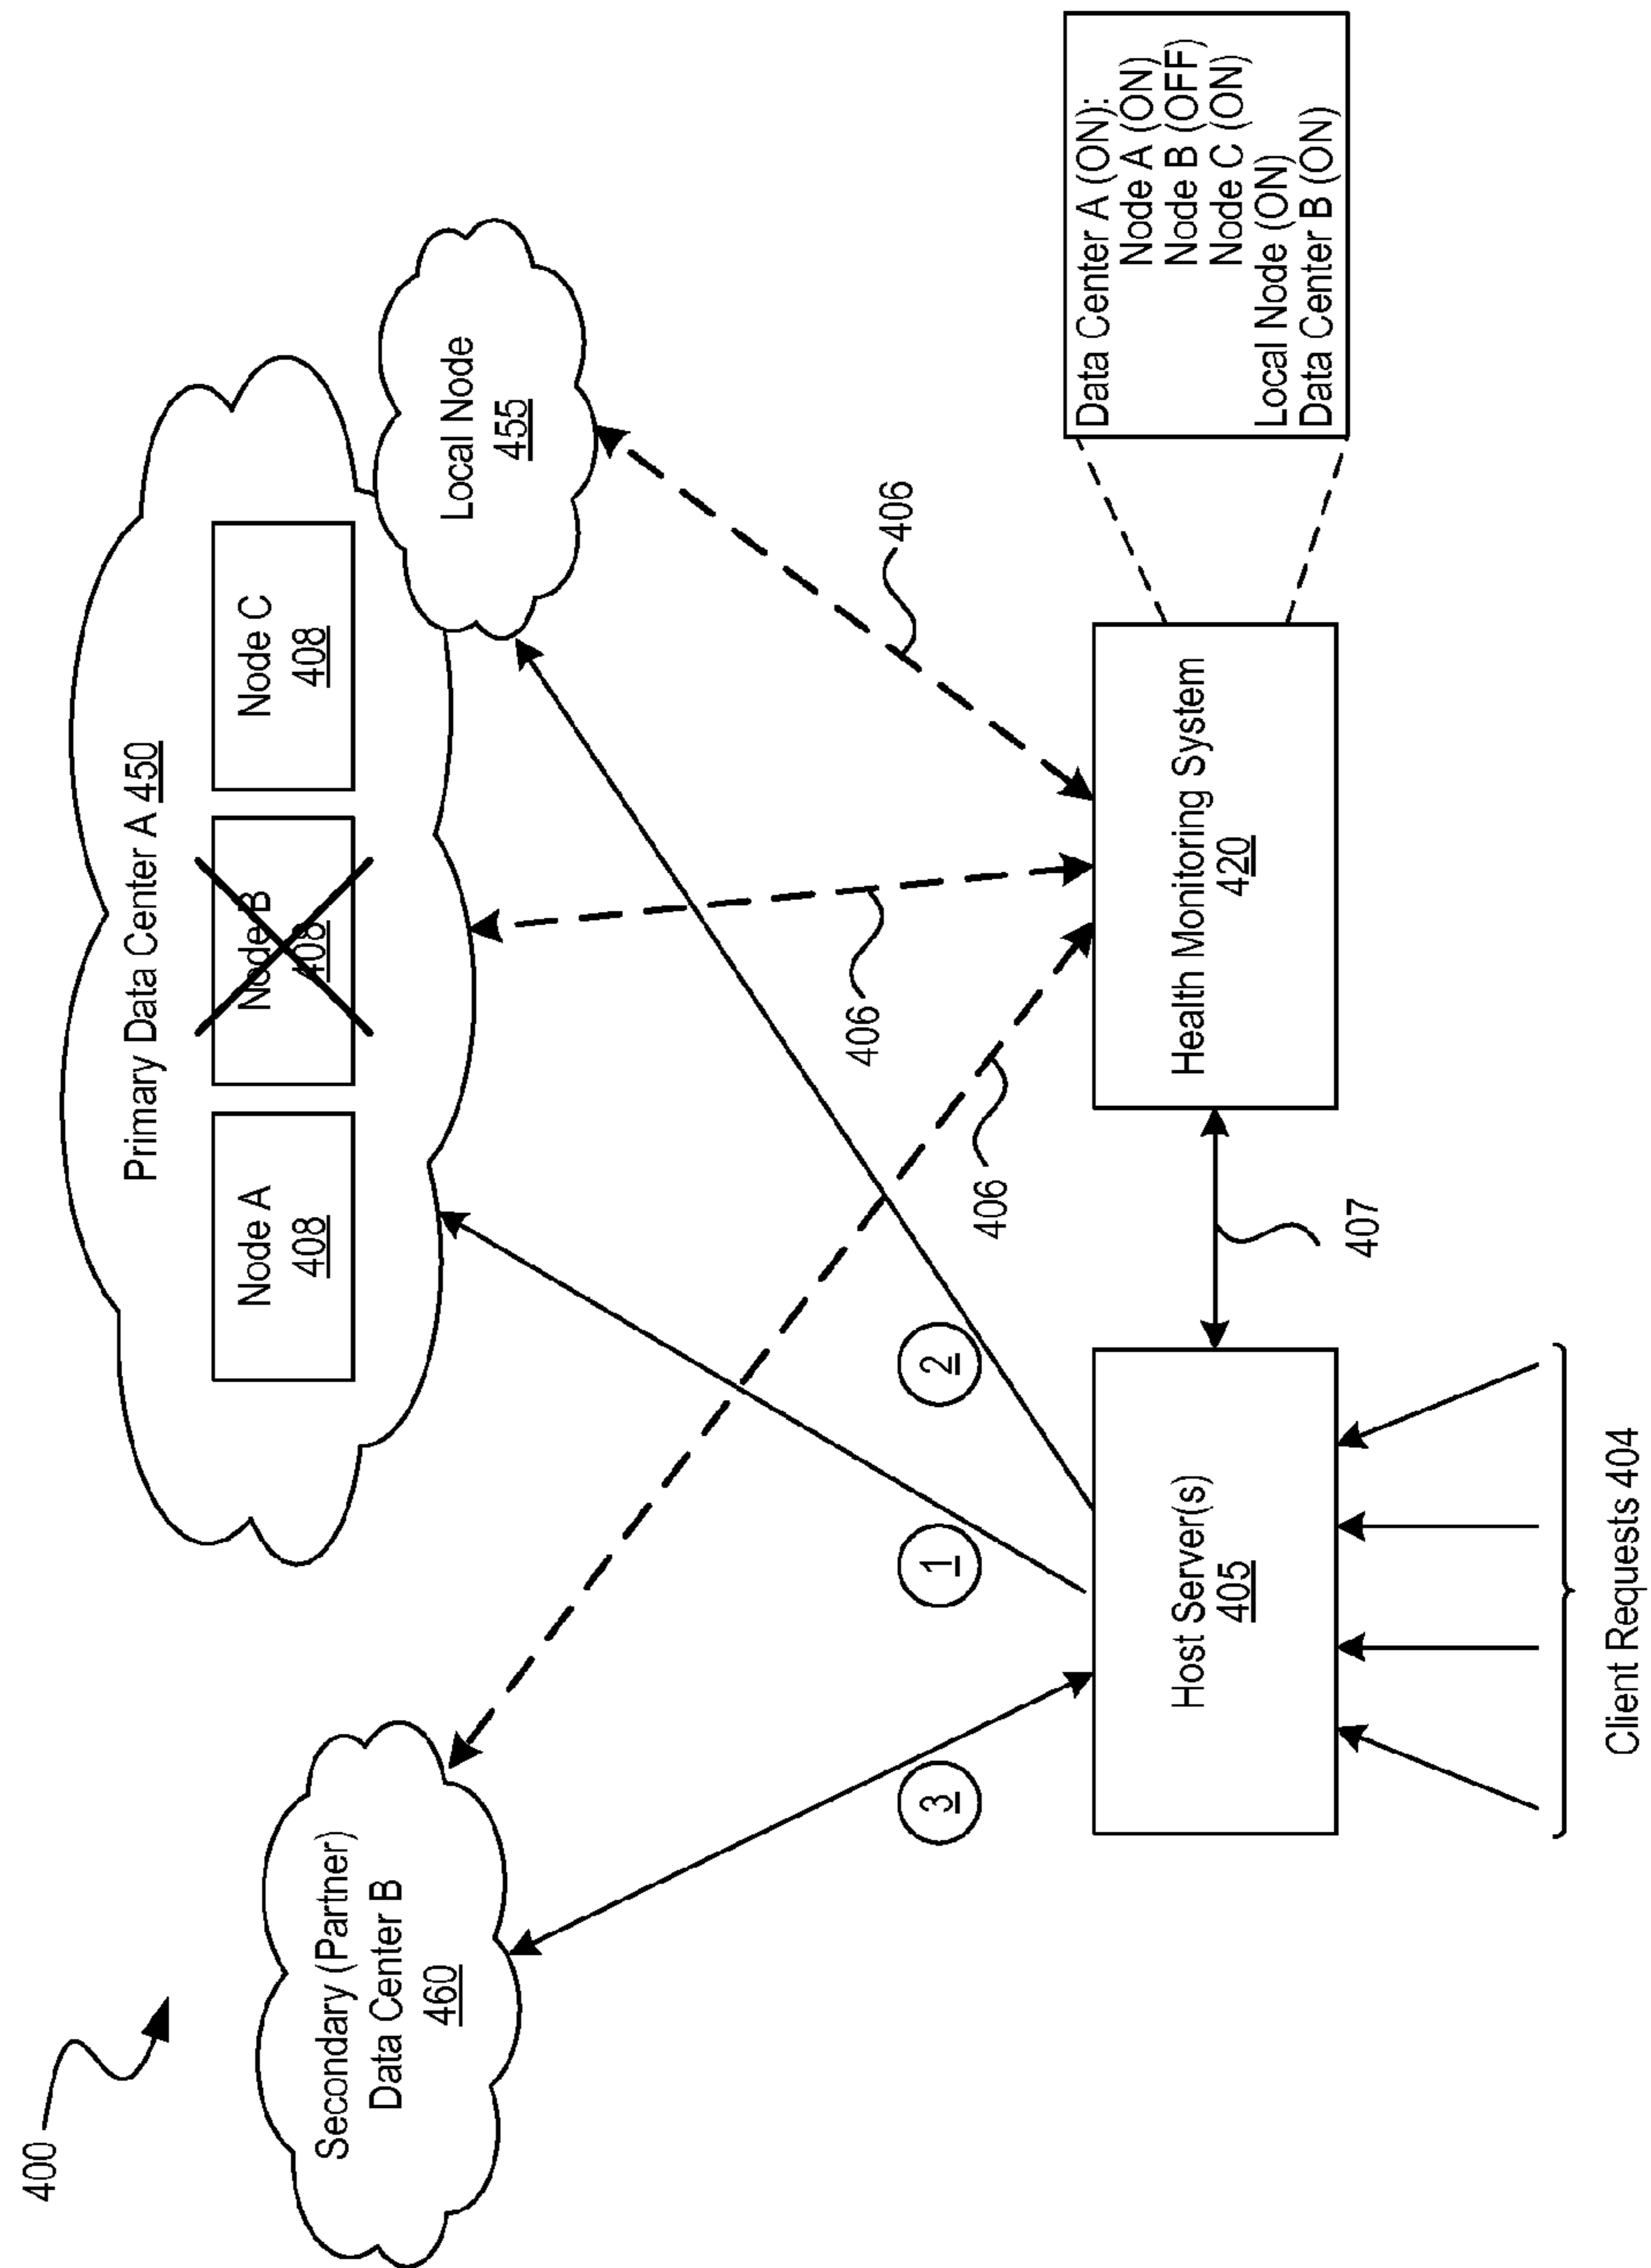 400
Primary Data Center A 450
Node A
408
Node B
408
Node C
408
Secondary (Partner)
Data Center B
460
Local Node
455
406
406
406
3
1
2
Host Server(s)
405
407
Health Monitoring System
420
Data Center A (ON):
Node A (ON)
Node B (OFF)
Node C (ON)
Local Node (ON)
Data Center B (ON)
Client Requests 404